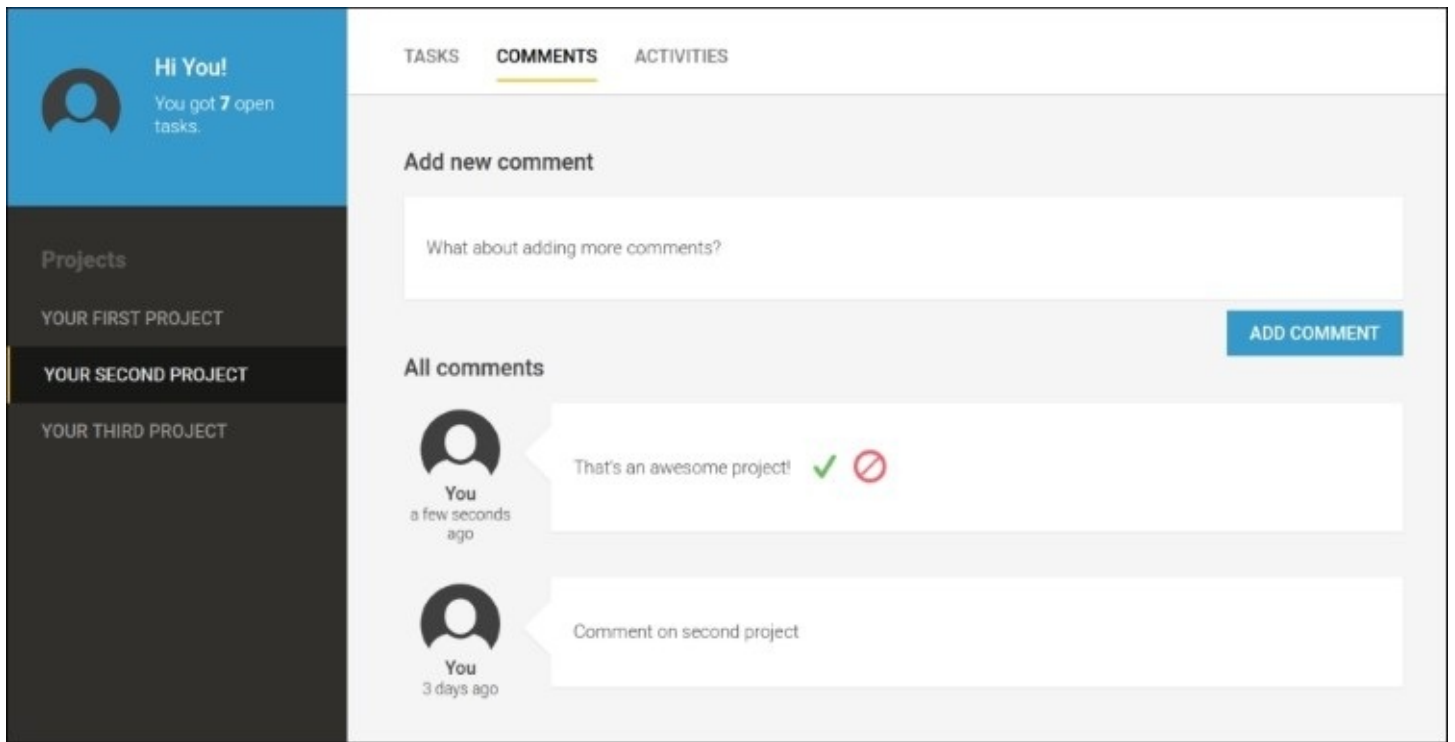 Hi You!
You got 7 open
tasks.
Projects
YOUR FIRST PROJECT
YOUR SECOND PROJECT
YOUR THIRD PROJECT
TASKS COMMENTS ACTIVITIES
Add new comment
What about adding more comments?
ADD COMMENT
All comments
You
a few seconds
ago
That's an awesome project!
You
3 days ago
Comment on second project